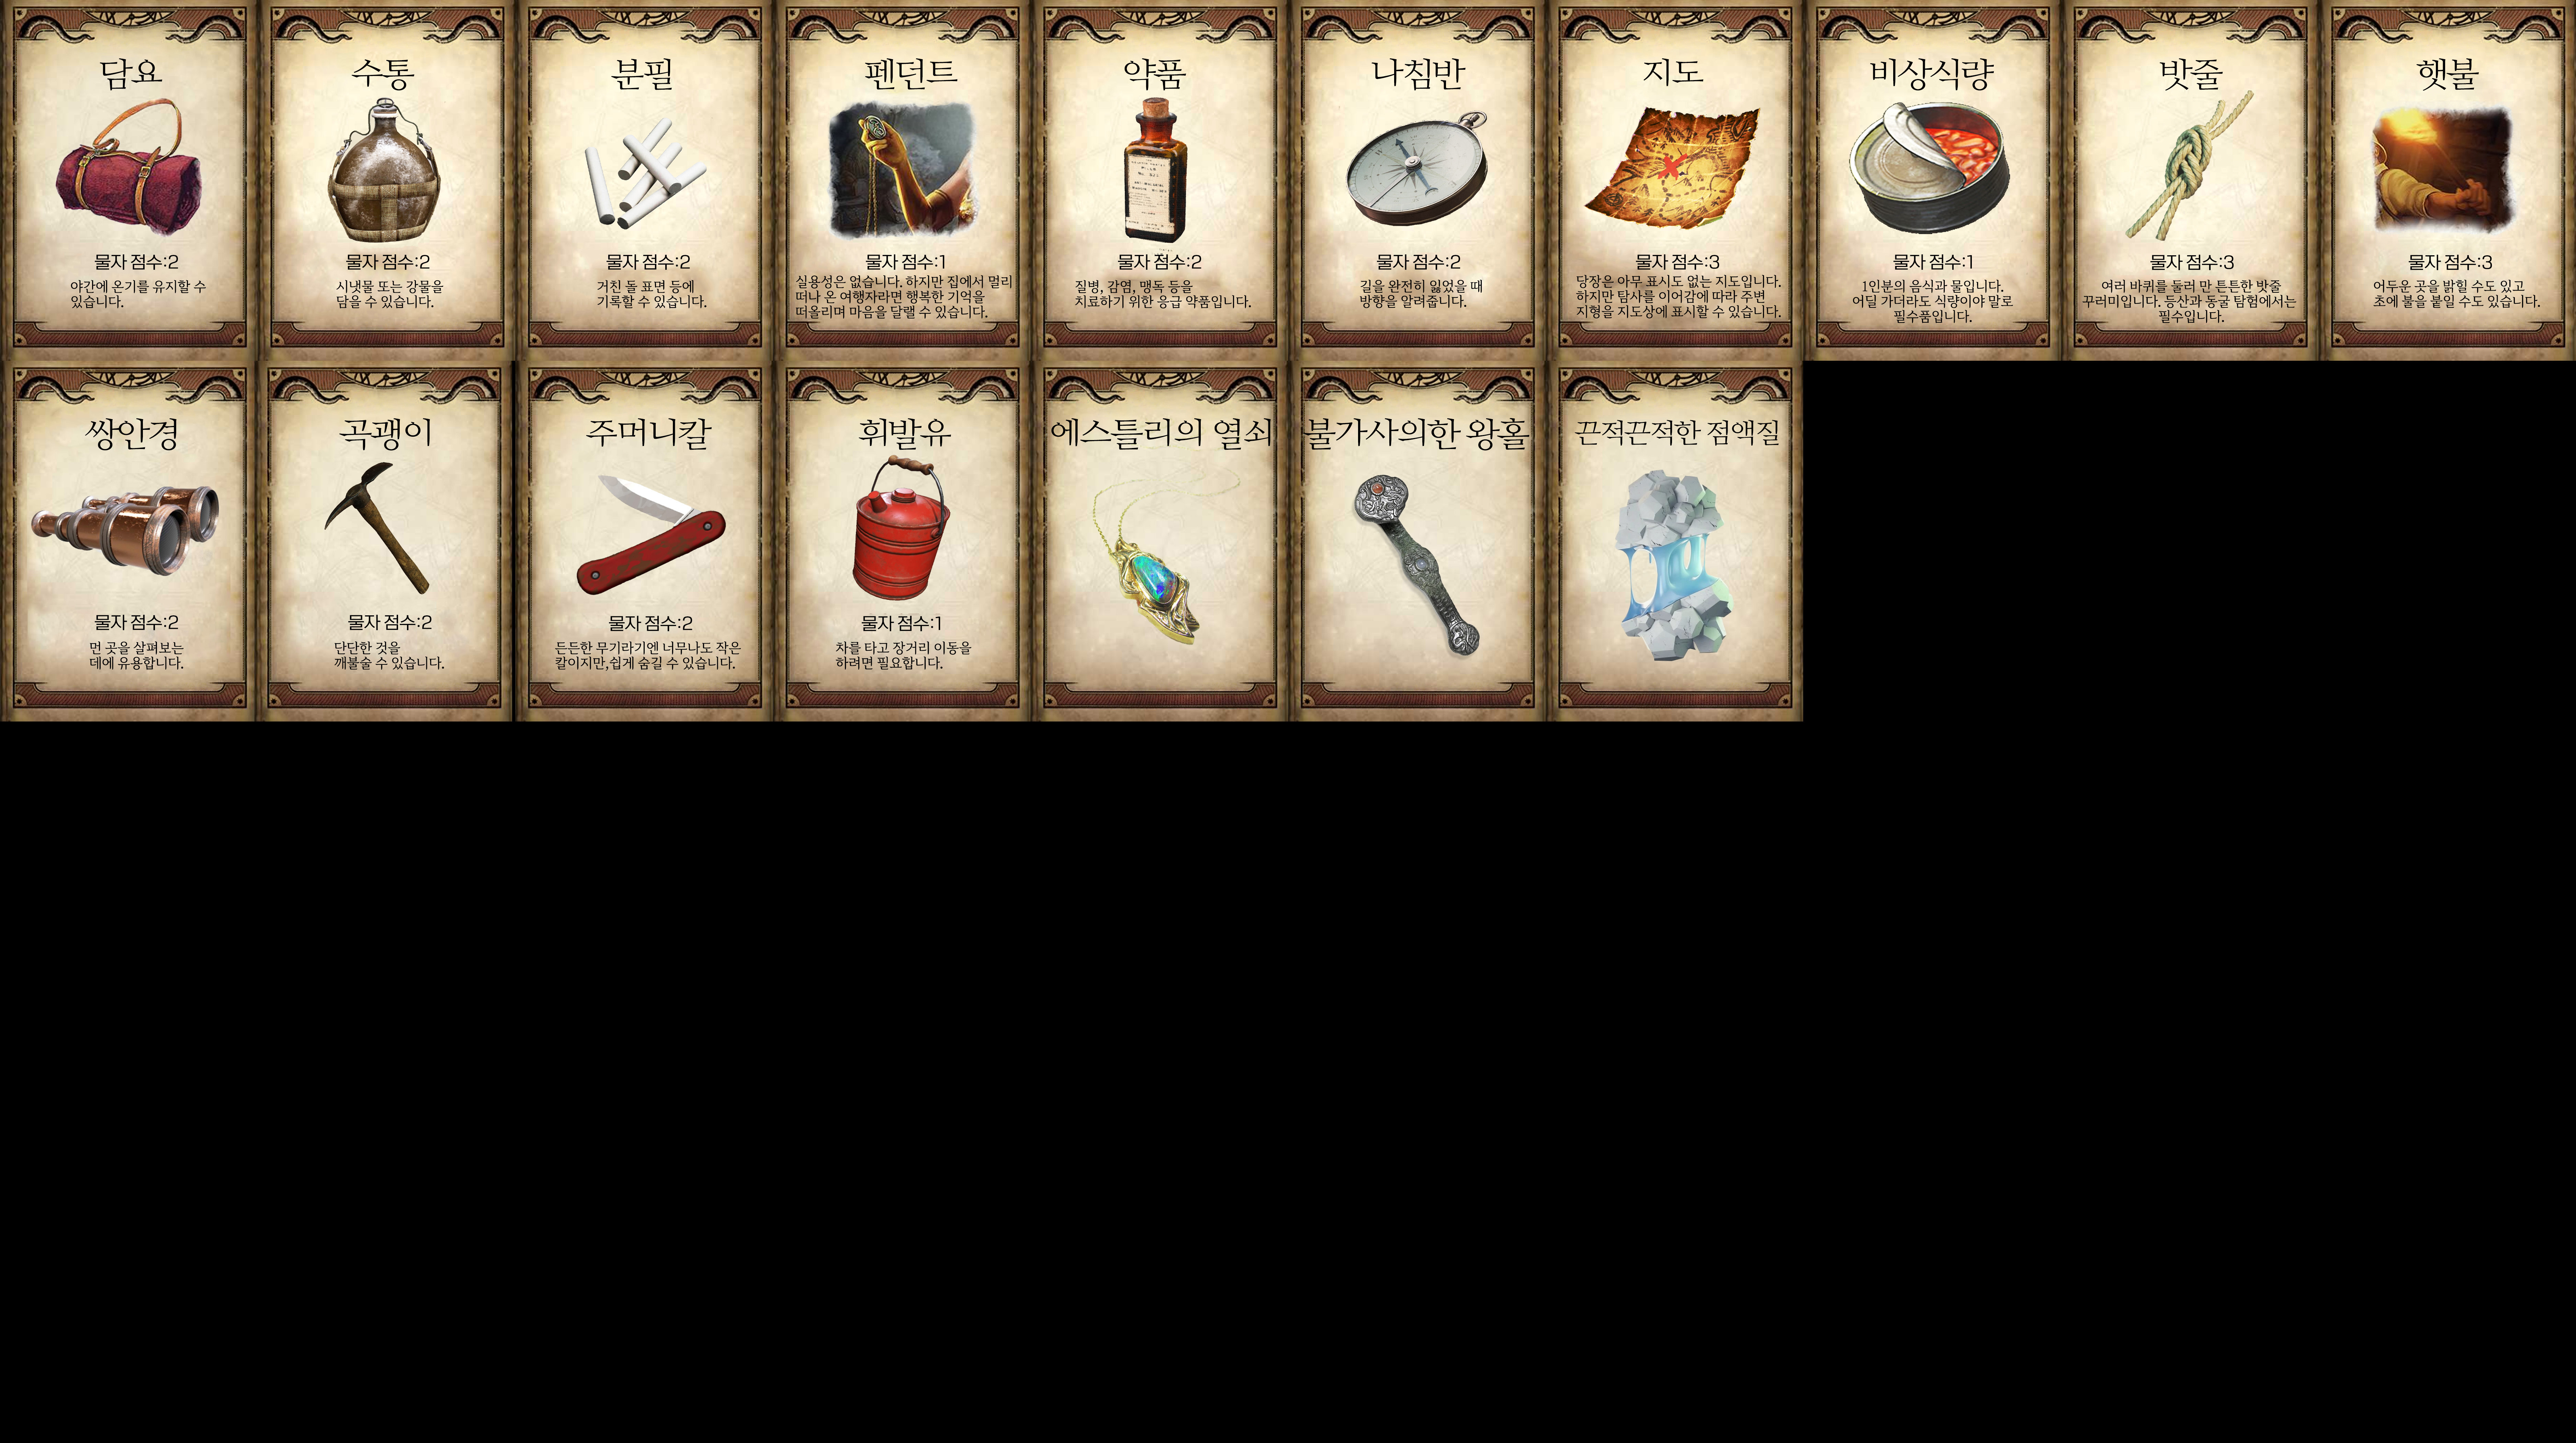 담요
물자 점수:2
야간에 온기를 유지할 수
있습니다.
수통
물자 점수:2
시냇물 또는 강물을
담을 수 있습니다.
분필
물자 점수:2
거친 돌 표면 등에
기록할 수 있습니다.
펜던트
물자 점수:1
실용성은 없습니다. 하지만 집에서 멀리
떠나 온 여행자라면 행복한 기억을
떠올리며 마음을 달랠 수 있습니다.
약품
물자 점수:2
질병, 감염, 맹독 등을
치료하기 위한 응급 약품입니다.
나침반
물자 점수:2
길을 완전히 잃었을 때
방향을 알려줍니다.
지도
물자 점수:3
당장은 아무 표시도 없는 지도입니다.
하지만 탐사를 이어감에 따라 주변
지형을 지도상에 표시할 수 있습니다.
비상식량
물자 점수:1
1인분의 음식과 물입니다.
어딜 가더라도 식량이야 말로
필수품입니다.
밧줄
물자 점수:3
여러 바퀴를 둘러 만 튼튼한 밧줄
꾸러미입니다. 등산과 동굴 탐험에서는
필수입니다.
햇불
물자 점수:3
어두운 곳을 밝힐 수도 있고
초에 불을 붙일 수도 있습니다.
쌍안경
물자 점수:2
먼 곳을 살펴보는
데에 유용합니다.
곡괭이
물자 점수:2
단단한 것을
깨불술 수 있습니다.
주머니칼
물자 점수:2
든든한 무기라기엔 너무나도 작은
칼이지만,쉽게 숨길 수 있습니다.
휘발유
물자 점수:1
차를 타고 장거리 이동을
하려면 필요합니다.
에스틀리의 열쇠
불가사의한 왕홀
끈적끈적한 점액질